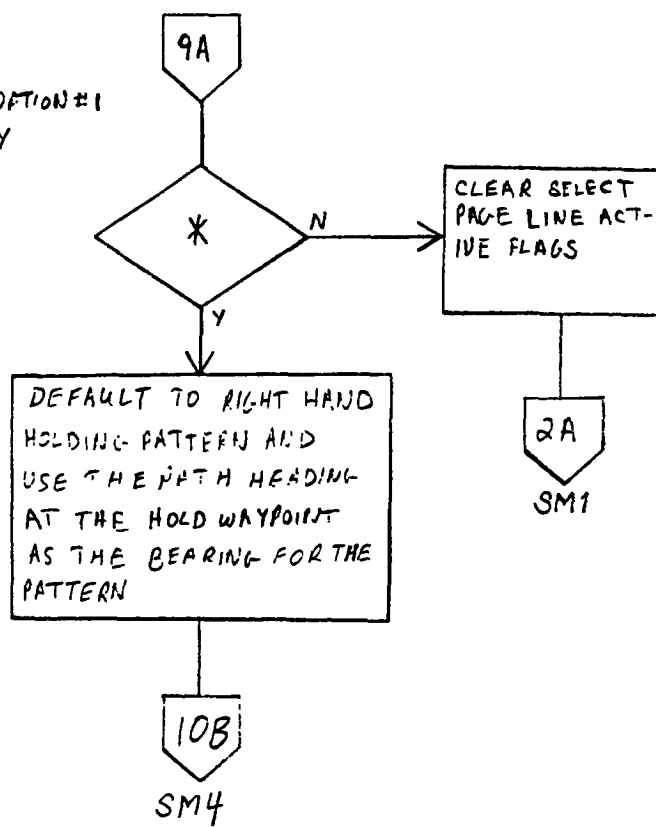 9A
OPTION #1
Y
*
N
CLEAR SELECT
PAGE LINE ACT-
IVE FLAGS
Y
DEFAULT TO RIGHT HAND
HOLDING PATTERN AND
USE THE PATH HEADING
AT THE HOLD WAYPOINT
AS THE BEARING FOR THE
PATTERN
2A
SM1
10B
SM4